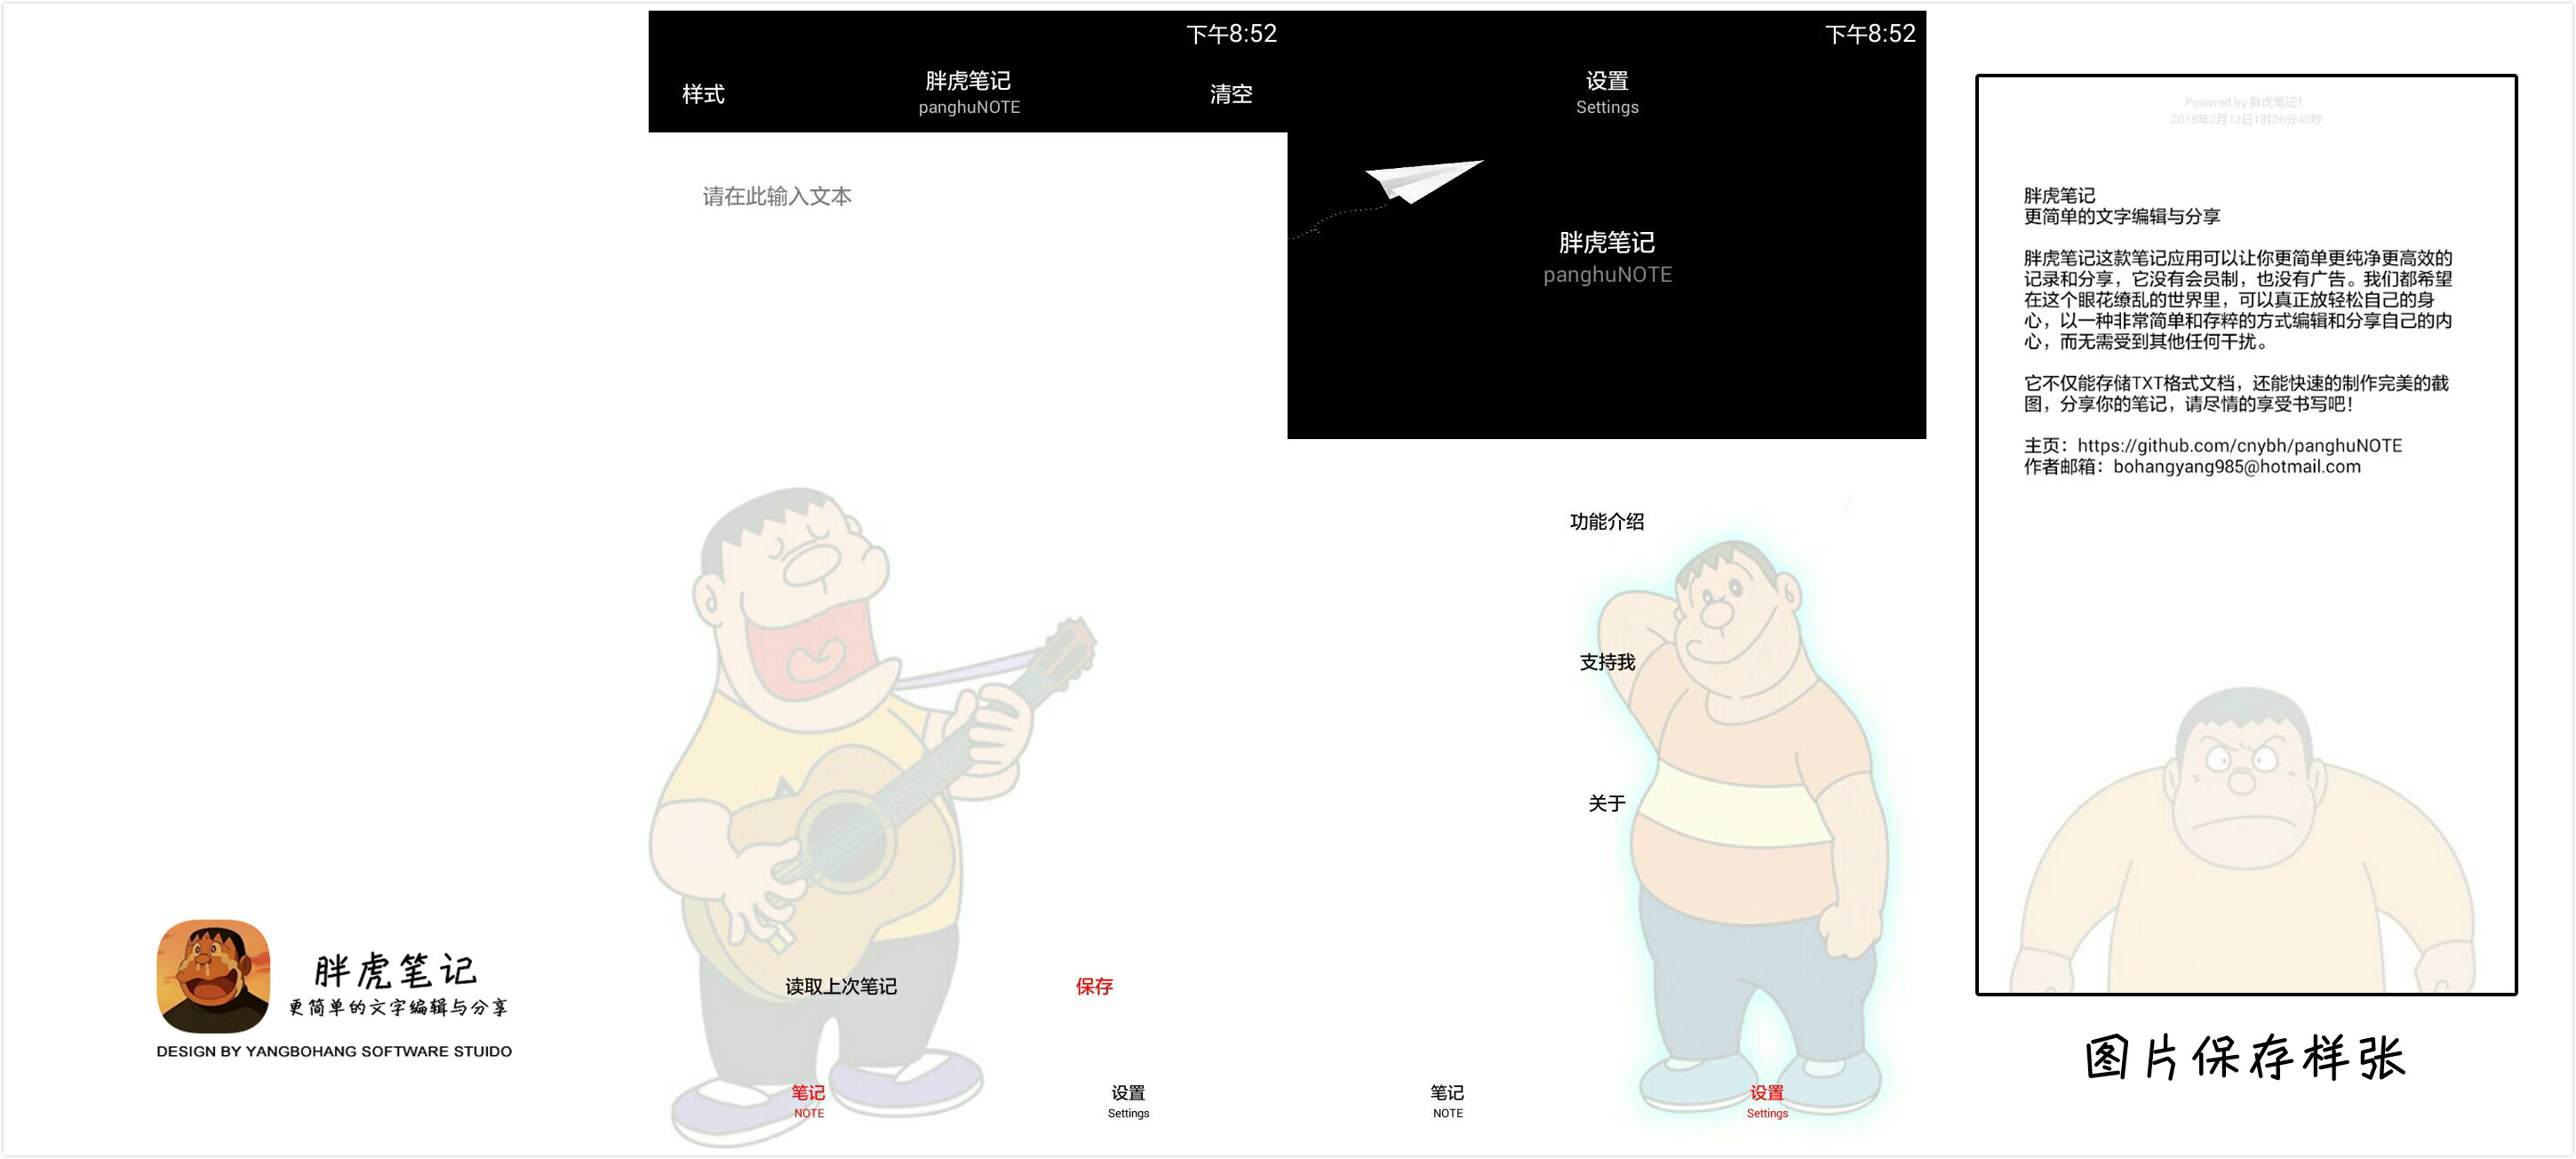 胖虎笔记
更简单的文字编辑与分享
DESIGN BY YANGBOHANG SOFTWARE STUIDO
下午8:52
样式
胖虎笔记
panghuNOTE
清空
请在此输入文本
读取上次笔记
保存
笔记
NOTE
设置
Settings
下午8:52
设置
Settings
胖虎笔记
panghuNOTE
功能介绍
支持我
关于
笔记
NOTE
设置
Settings
Powered by 胖虎笔记!
2018年2月13日1时26分40秒
胖虎笔记
更简单的文字编辑与分享
胖虎笔记这款笔记应用可以让你更简单更纯净更高效的
记录和分享，它没有会员制，也没有广告。我们都希望
在这个眼花缭乱的世界里，可以真正放轻松自己的身
心，以一种非常简单和存粹的方式编辑和分享自己的内
心，而无需受到其他任何干扰。
它不仅能存储TXT格式文档，还能快速的制作完美的截
图，分享你的笔记，请尽情的享受书写吧！
主页：https://github.com/cnybh/panghuNOTE
作者邮箱：bohangyang985@hotmail.com
图片保存样张